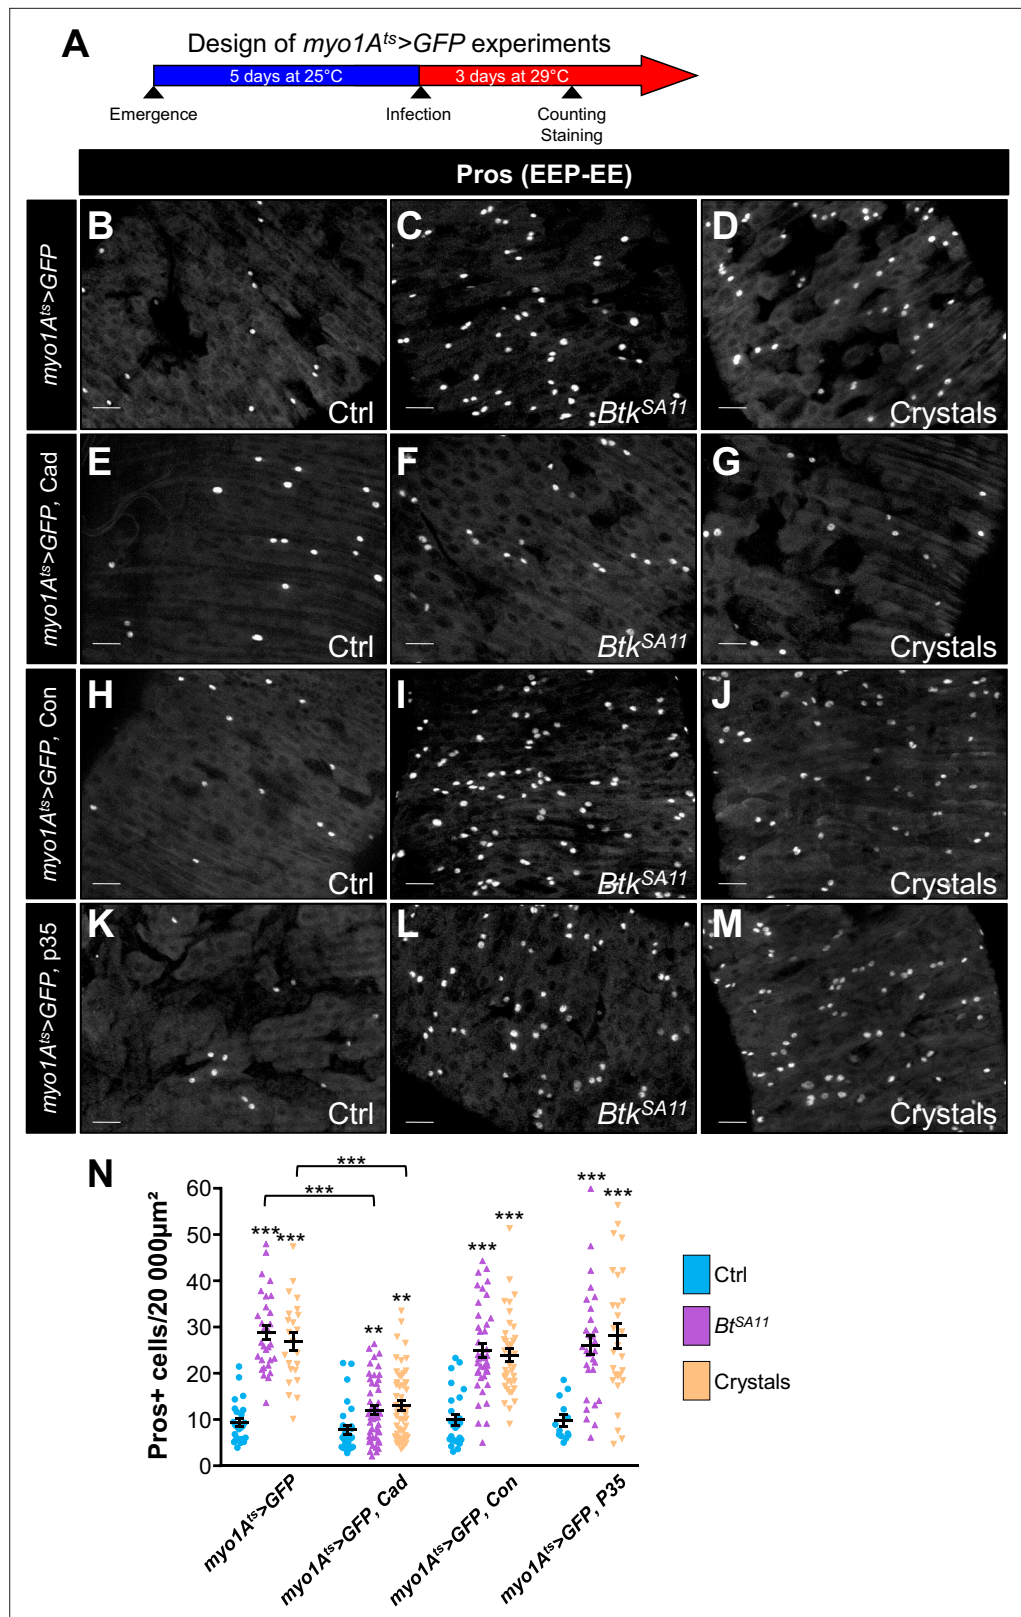 A
Design of myo1Ats>GFP experiments
5 days at 25°C
3 days at 29°C
Emergence
Infection
Counting
Staining
Pros (EEP-EE)
myo1Ats>GFP
B
Ctrl
C
BtkSA11
D
Crystals
myo1Ats>GFP, Cad
E
Ctrl
F
BtkSA11
G
Crystals
myo1Ats>GFP, Con
H
Ctrl
I
BtkSA11
J
Crystals
myo1Ats>GFP, p35
K
Ctrl
L
BtkSA11
M
Crystals
N
Pros+ cells/20 000µm²
60
50
40
30
20
10
0
***
***
***
***
**
**
***
***
***
***
myo1Ats>GFP
myo1Ats>GFP, Cad
myo1Ats>GFP, Con
myo1Ats>GFP, P35
Ctrl
BtSA11
Crystals